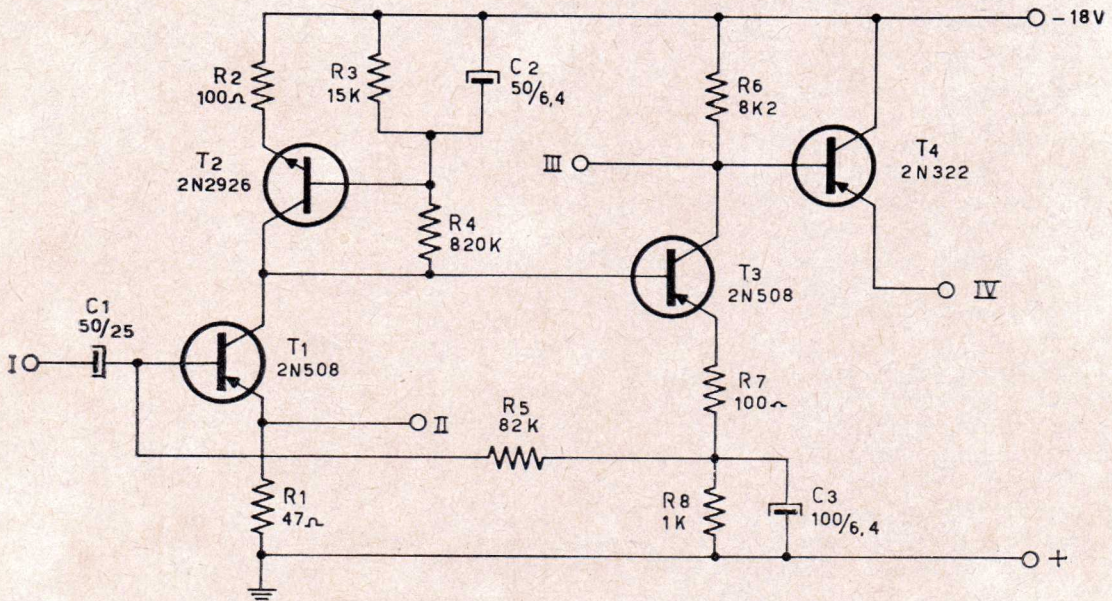 -18V
R2
100Ω
R3
15K
C2
50/6,4
R6
8K2
T2
2N2926
III
T4
2N322
R4
820K
T3
2N508
IV
C1
50/25
I
T1
2N508
R7
100Ω
R5
82K
II
R1
47Ω
R8
1K
C3
100/6,4
+